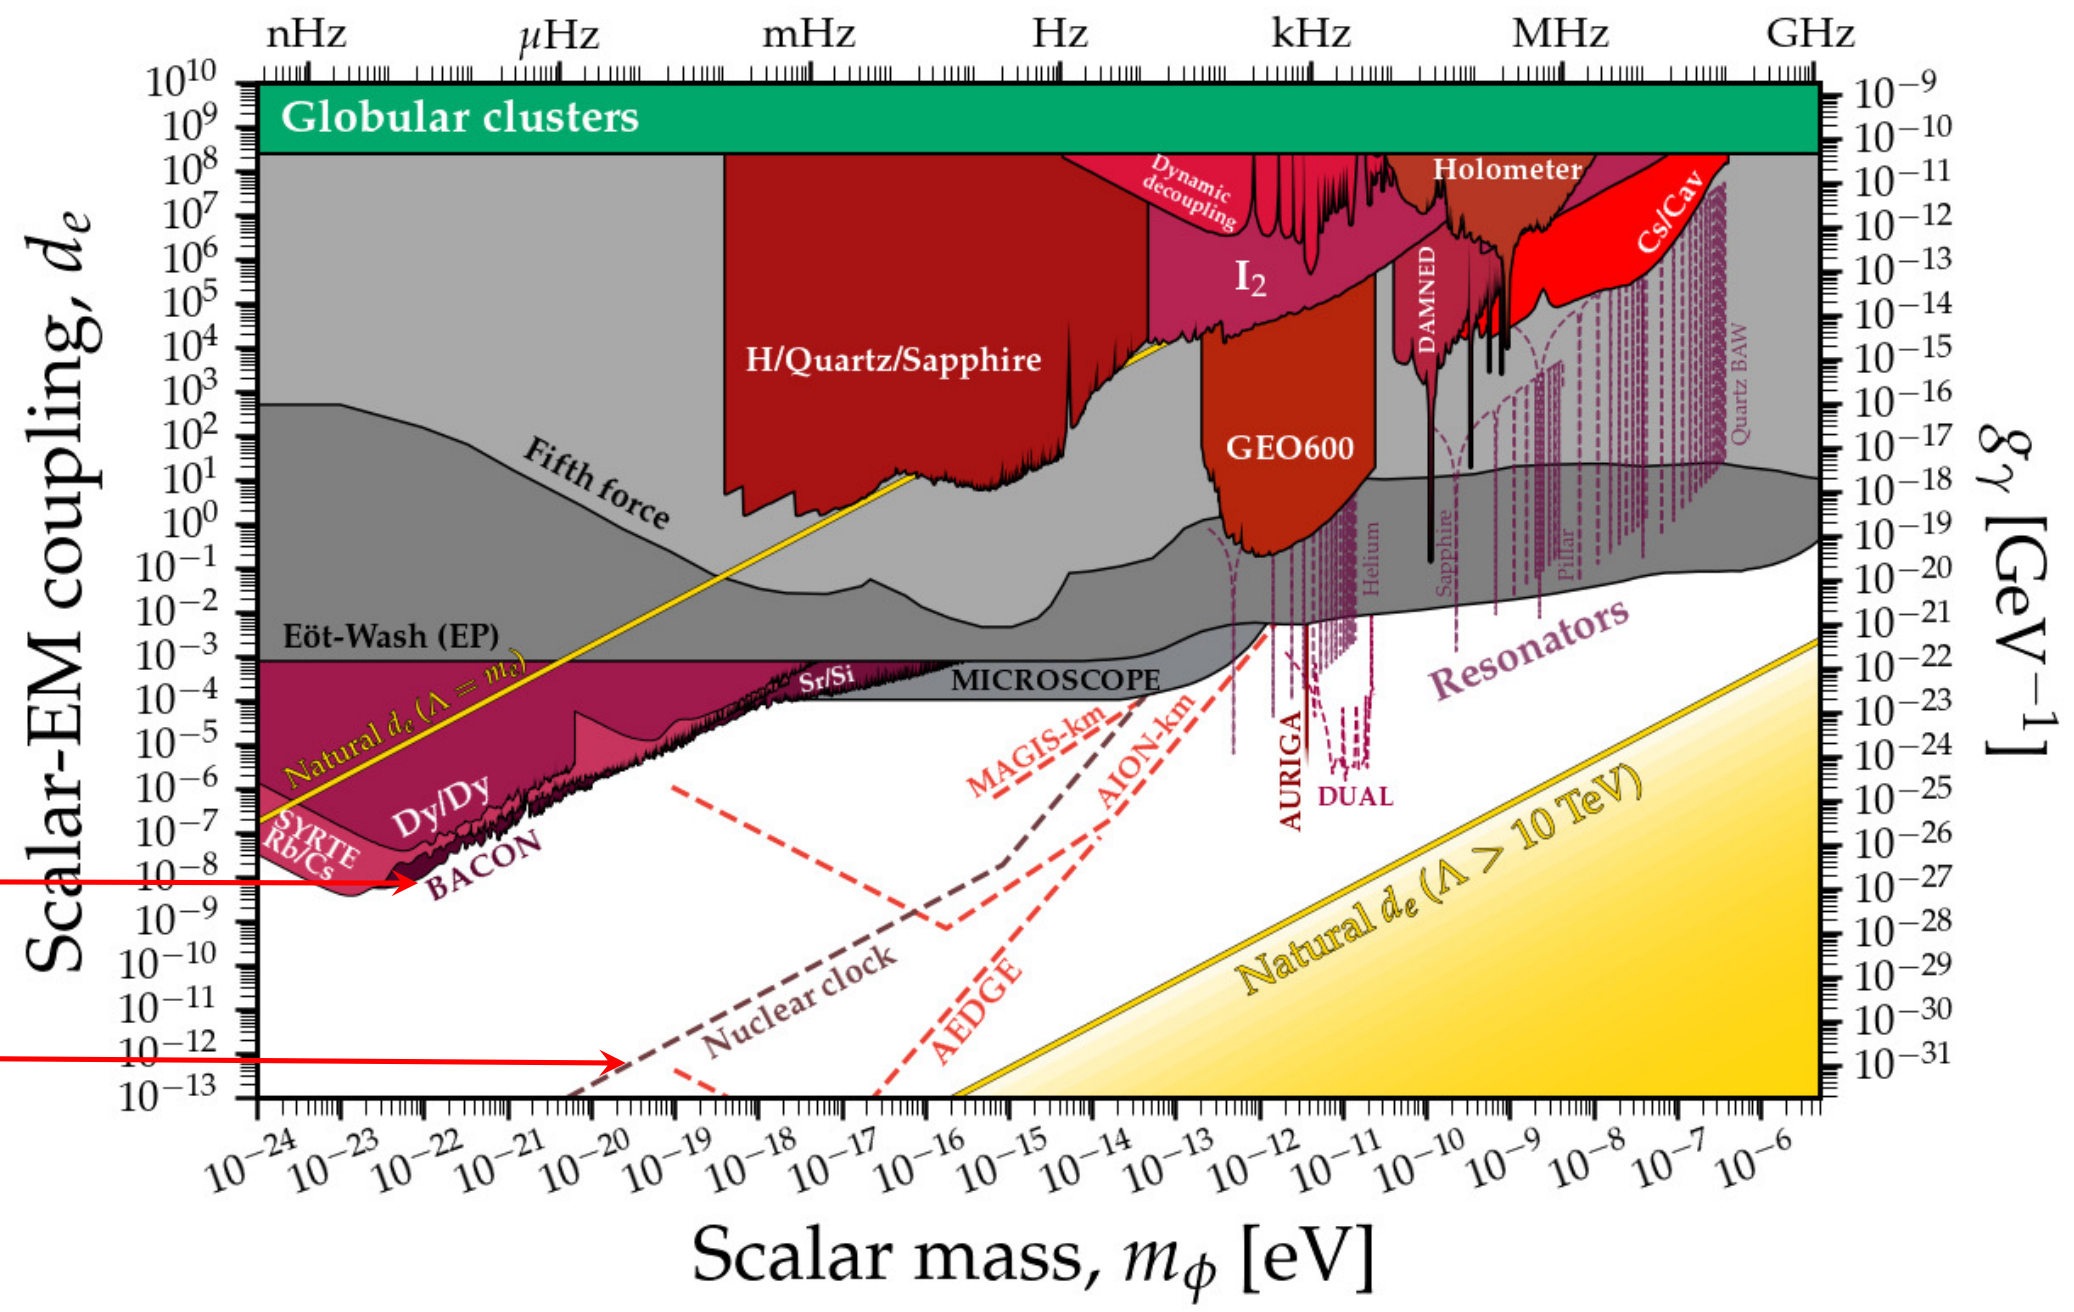 nHz μHz mHz Hz kHz MHz GHz
Scalar-EM coupling, d_e
10^10
10^9
10^8
10^7
10^6
10^5
10^4
10^3
10^2
10^1
10^0
10^−1
10^−2
10^−3
10^−4
10^−5
10^−6
10^−7
10^−8
10^−9
10^−10
10^−11
10^−12
10^−13
Globular clusters
Dynamic
decoupling
Holometer
Cs/Cav
I_2
DAMNED
H/Quartz/Sapphire
GEO600
Quartz BAW
Fifth force
Helium
Sapphire
Pillar
Eöt-Wash (EP)
Resonators
Natural d_e (Λ = m_e)
Sr/Si
MICROSCOPE
MAGIS-km
AION-km
AURIGA
DUAL
Dy/Dy
SYRTE
Rb/Cs
BACON
Nuclear clock
AEDGE
Natural d_e (Λ > 10 TeV)
10^−9
10^−10
10^−11
10^−12
10^−13
10^−14
10^−15
10^−16
10^−17
10^−18
10^−19
10^−20
10^−21
10^−22
10^−23
10^−24
10^−25
10^−26
10^−27
10^−28
10^−29
10^−30
10^−31
g_γ [GeV^−1]
10^−24 10^−23 10^−22 10^−21 10^−20 10^−19 10^−18 10^−17 10^−16 10^−15 10^−14 10^−13 10^−12 10^−11 10^−10 10^−9 10^−8 10^−7 10^−6
Scalar mass, m_ϕ [eV]